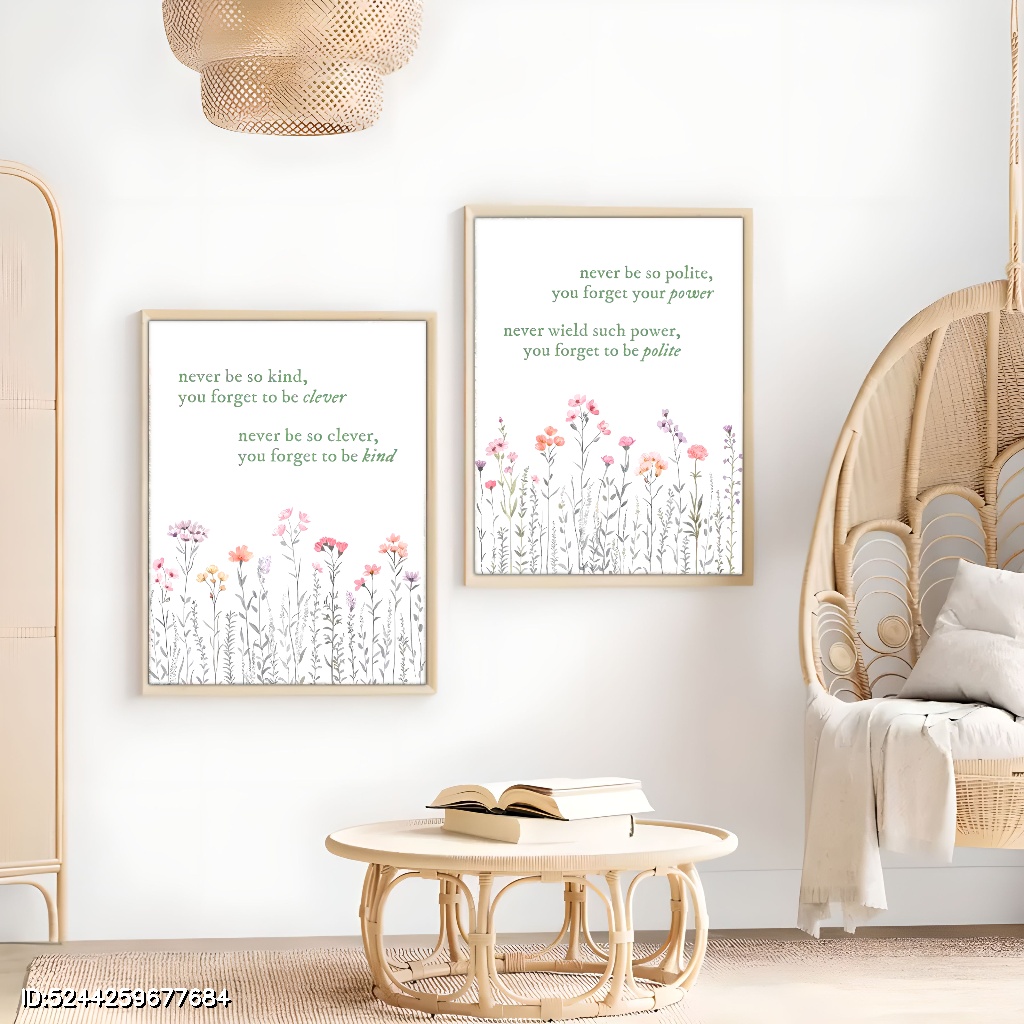 never be so kind,
you forget to be clever
never be so clever,
you forget to be kind
never be so polite,
you forget your power
never wield such power,
you forget to be polite
ID:5244259677684